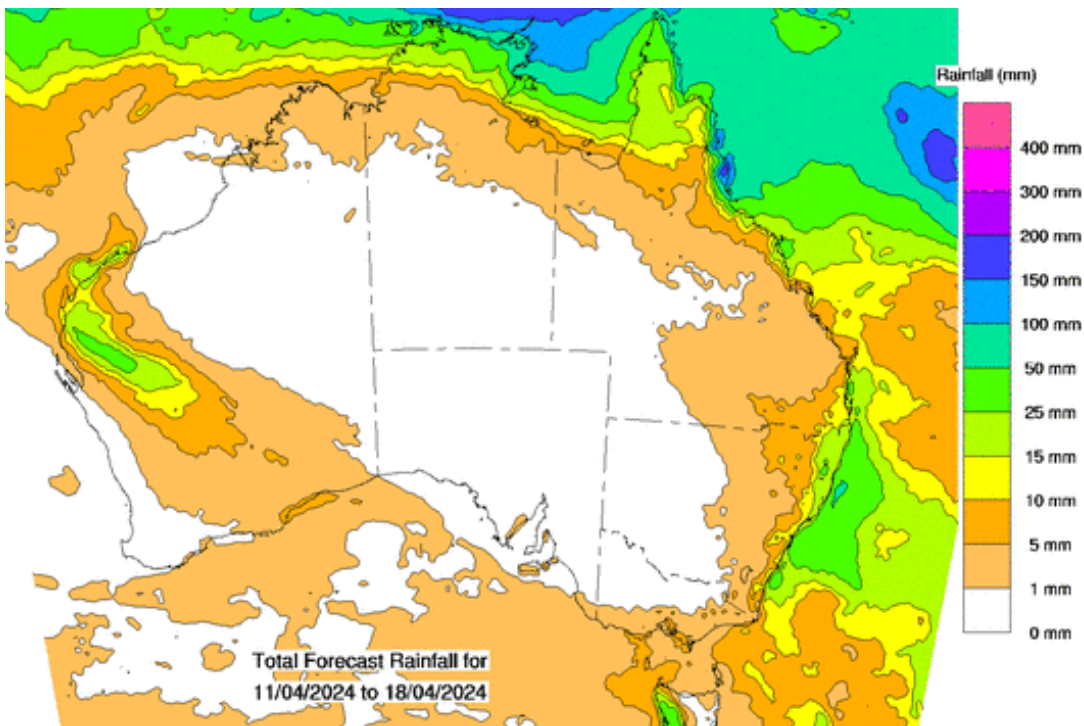 Rainfall (mm)
400 mm
300 mm
200 mm
150 mm
100 mm
50 mm
25 mm
15 mm
10 mm
5 mm
1 mm
0 mm
Total Forecast Rainfall for
11/04/2024 to 18/04/2024